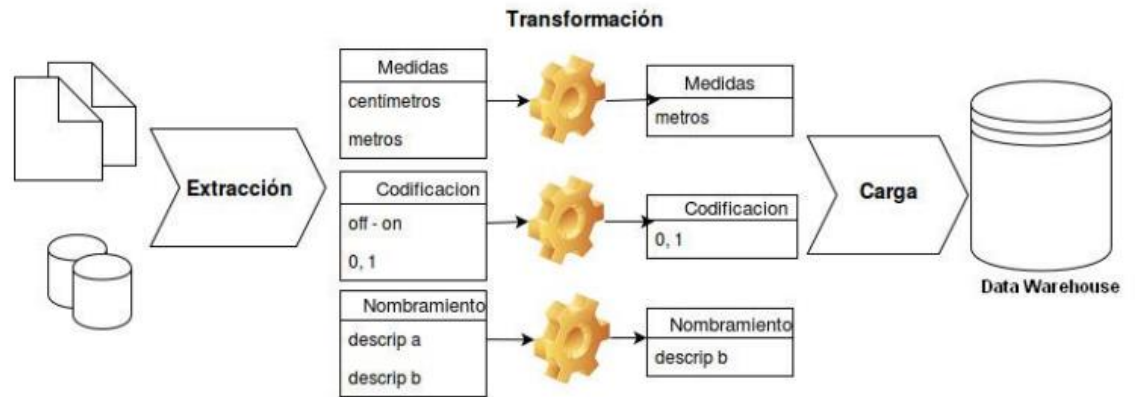 Transformación
Extracción
Medidas
centímetros
metros
Medidas
metros
Codificacion
off - on
0, 1
Codificacion
0, 1
Nombramiento
descrip a
descrip b
Nombramiento
descrip b
Carga
Data Warehouse